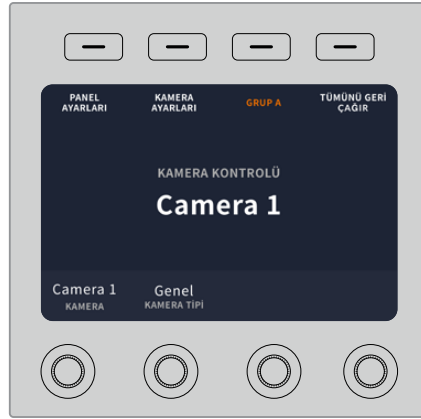 PANEL
AYARLARI
KAMERA
AYARLARI
GRUP A
TÜMÜNÜ GERİ
ÇAĞIR
KAMERA KONTROLÜ
Camera 1
Camera 1
KAMERA
Genel
KAMERA TİPİ